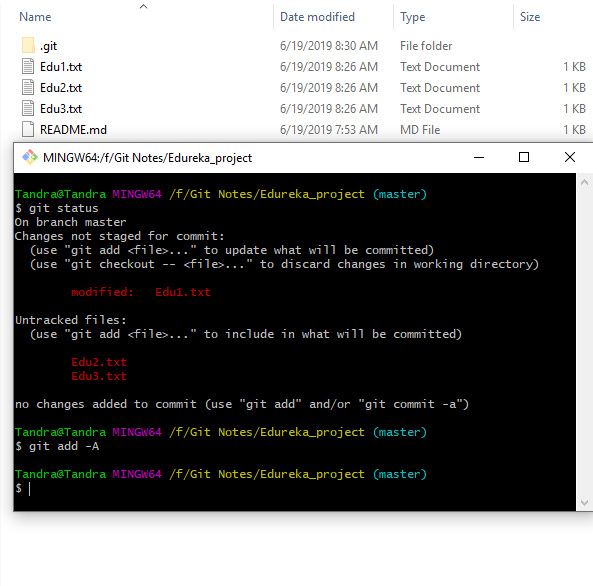 Name Date modified Type Size
.git 6/19/2019 8:30 AM File folder
Edu1.txt 6/19/2019 8:26 AM Text Document 1 KB
Edu2.txt 6/19/2019 8:26 AM Text Document 1 KB
Edu3.txt 6/19/2019 8:26 AM Text Document 1 KB
README.md 6/19/2019 7:53 AM MD File 1 KB
MINGW64:/f/Git Notes/Edureka_project
Tandra@Tandra MINGW64 /f/Git Notes/Edureka_project (master)
$ git status
On branch master
Changes not staged for commit:
(use "git add <file>..." to update what will be committed)
(use "git checkout -- <file>..." to discard changes in working directory)
modified: Edu1.txt
Untracked files:
(use "git add <file>..." to include in what will be committed)
Edu2.txt
Edu3.txt
no changes added to commit (use "git add" and/or "git commit -a")
Tandra@Tandra MINGW64 /f/Git Notes/Edureka_project (master)
$ git add -A
Tandra@Tandra MINGW64 /f/Git Notes/Edureka_project (master)
$